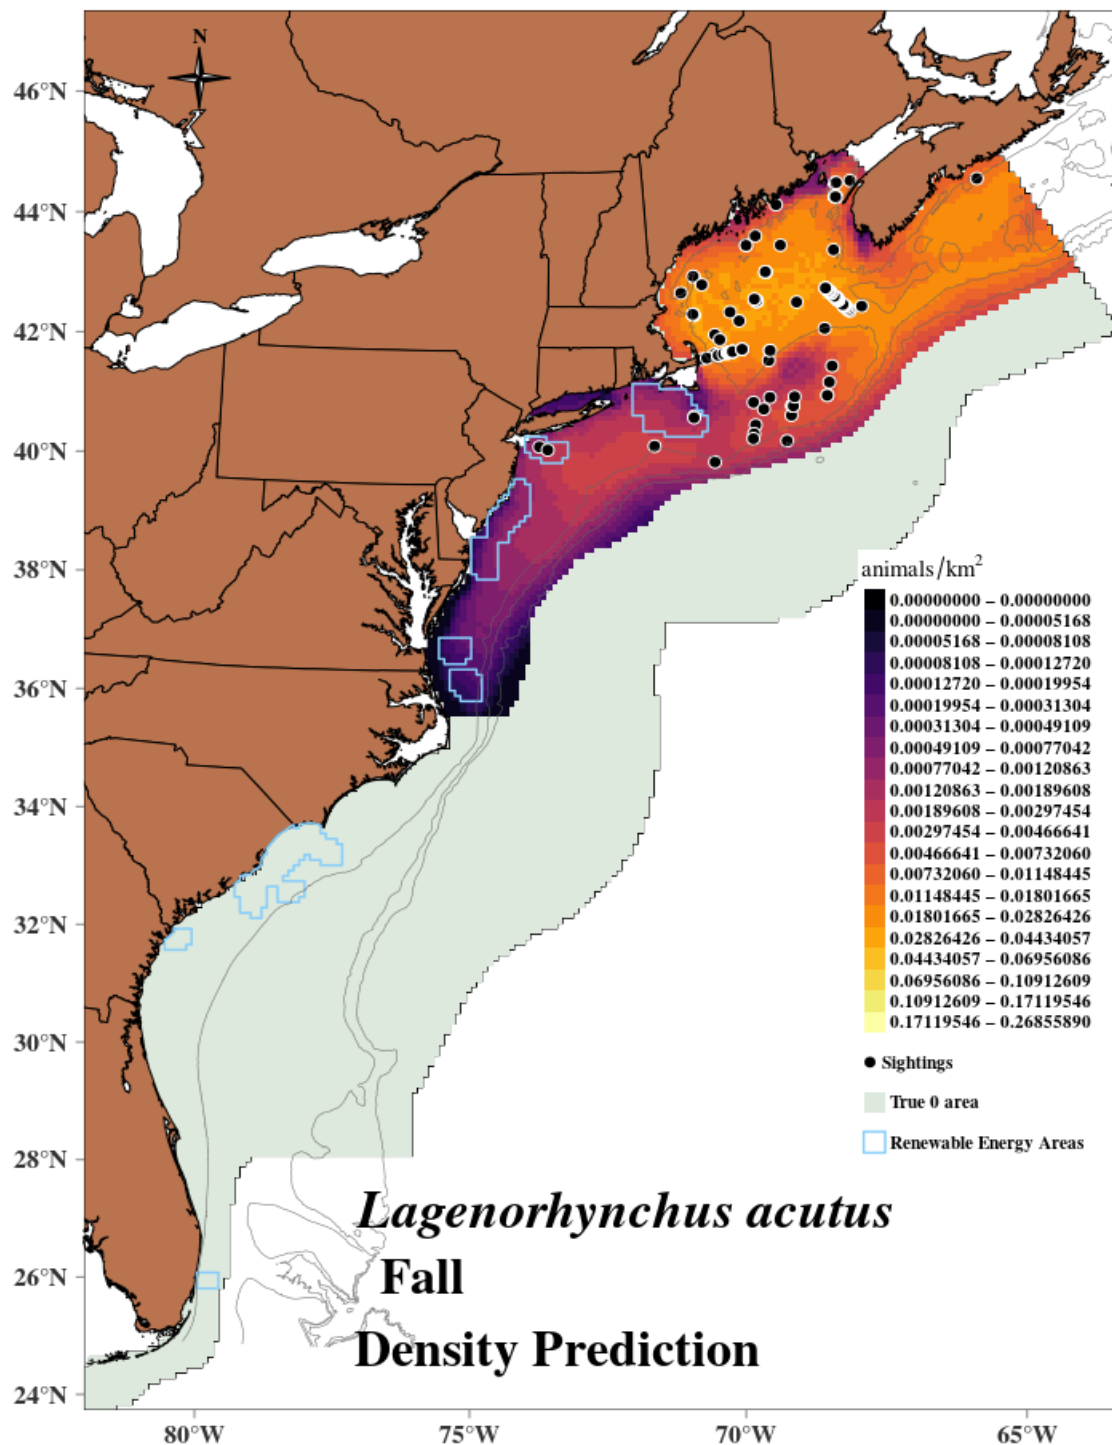 N
46°N
44°N
42°N
40°N
38°N
36°N
34°N
32°N
30°N
28°N
26°N
24°N
80°W
75°W
70°W
65°W
animals/km²
0.00000000 – 0.00000000
0.00000000 – 0.00005168
0.00005168 – 0.00008108
0.00008108 – 0.00012720
0.00012720 – 0.00019954
0.00019954 – 0.00031304
0.00031304 – 0.00049109
0.00049109 – 0.00077042
0.00077042 – 0.00120863
0.00120863 – 0.00189608
0.00189608 – 0.00297454
0.00297454 – 0.00466641
0.00466641 – 0.00732060
0.00732060 – 0.01148445
0.01148445 – 0.01801665
0.01801665 – 0.02826426
0.02826426 – 0.04434057
0.04434057 – 0.06956086
0.06956086 – 0.10912609
0.10912609 – 0.17119546
0.17119546 – 0.26855890
Sightings
True 0 area
Renewable Energy Areas
Lagenorhynchus acutus
Fall
Density Prediction